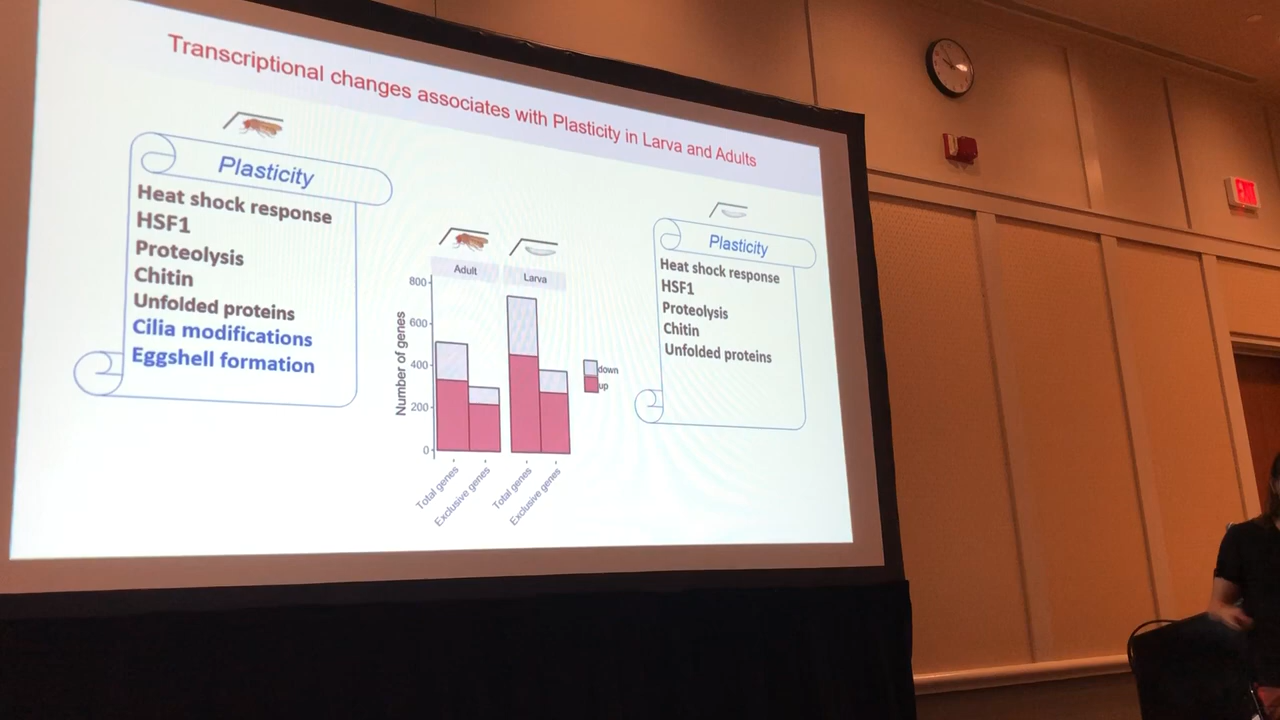 Transcriptional changes associates with Plasticity in Larva and Adults
Plasticity
Heat shock response
HSF1
Proteolysis
Chitin
Unfolded proteins
Cilia modifications
Eggshell formation
Adult
Larva
Number of genes
800
600
400
200
0
Total genes
Exclusive genes
Total genes
Exclusive genes
down
up
Plasticity
Heat shock response
HSF1
Proteolysis
Chitin
Unfolded proteins
EXIT